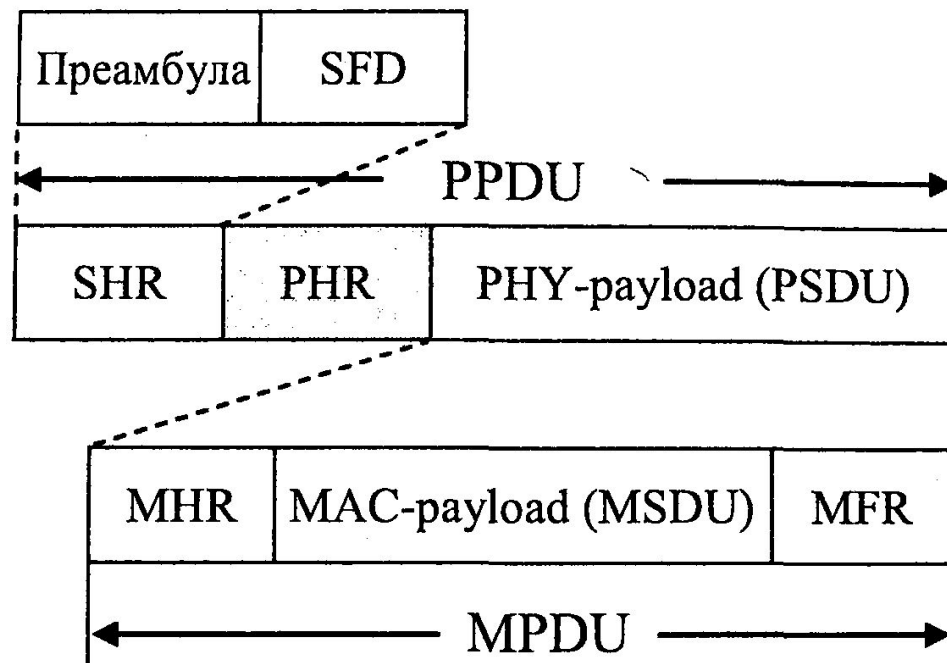 Преамбула SFD
PPDU
SHR PHR PHY-payload (PSDU)
MHR MAC-payload (MSDU) MFR
MPDU